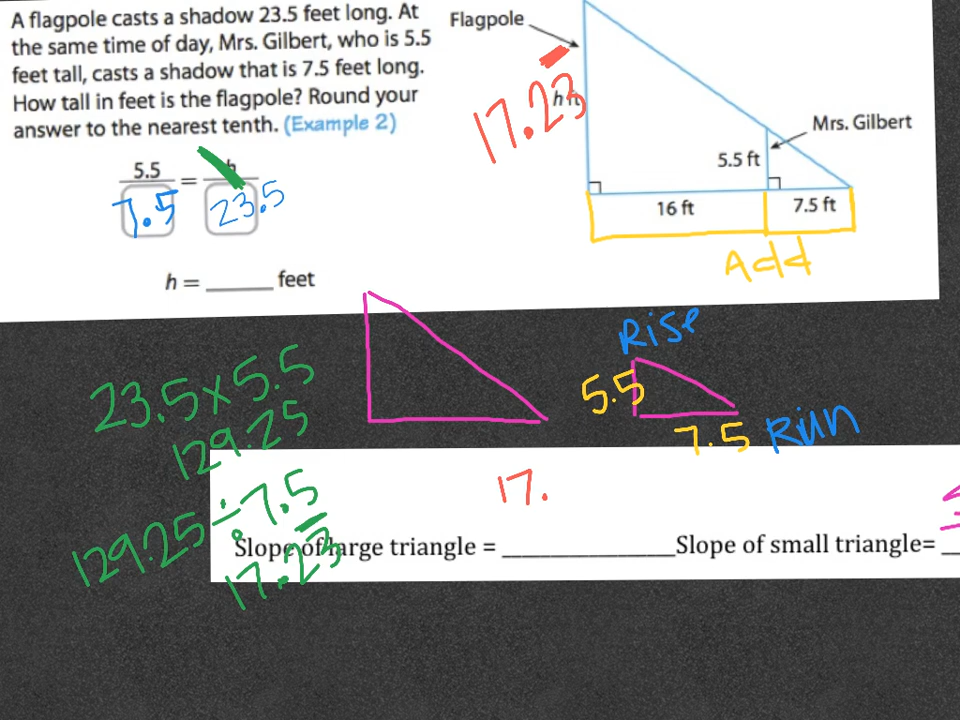 A flagpole casts a shadow 23.5 feet long. At
the same time of day, Mrs. Gilbert, who is 5.5
feet tall, casts a shadow that is 7.5 feet long.
How tall in feet is the flagpole? Round your
answer to the nearest tenth. (Example 2)
5.5 = h
7.5 23.5
h = ______ feet
Flagpole
17.23
h ft
Mrs. Gilbert
5.5 ft
16 ft 7.5 ft
Add
Rise
5.5
7.5 Run
23.5 x 5.5
129.25
129.25 ÷ 7.5
17.23
17.
Slope of large triangle = ________________ Slope of small triangle= _